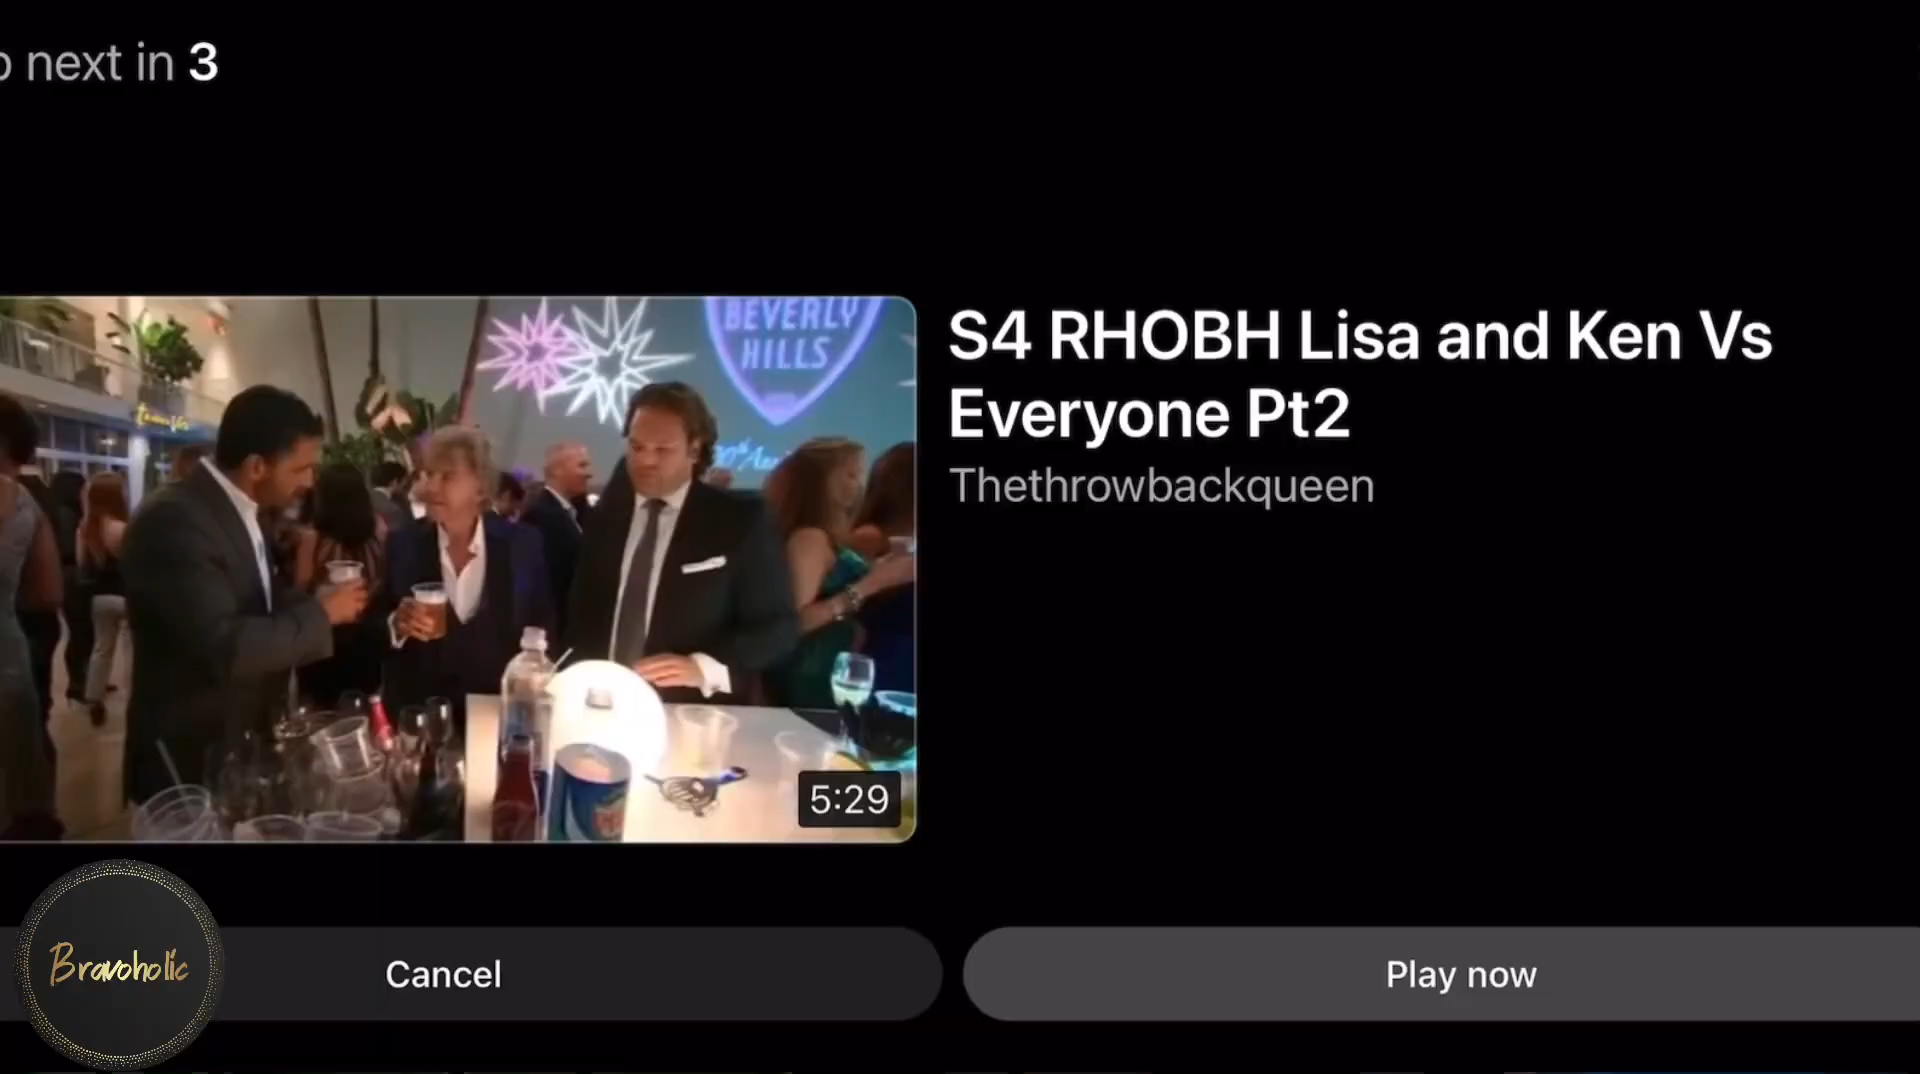 p next in 3
BEVERLY
HILLS
S4 RHOBH Lisa and Ken Vs
Everyone Pt2
Thethrowbackqueen
5:29
Bravoholic
Cancel
Play now